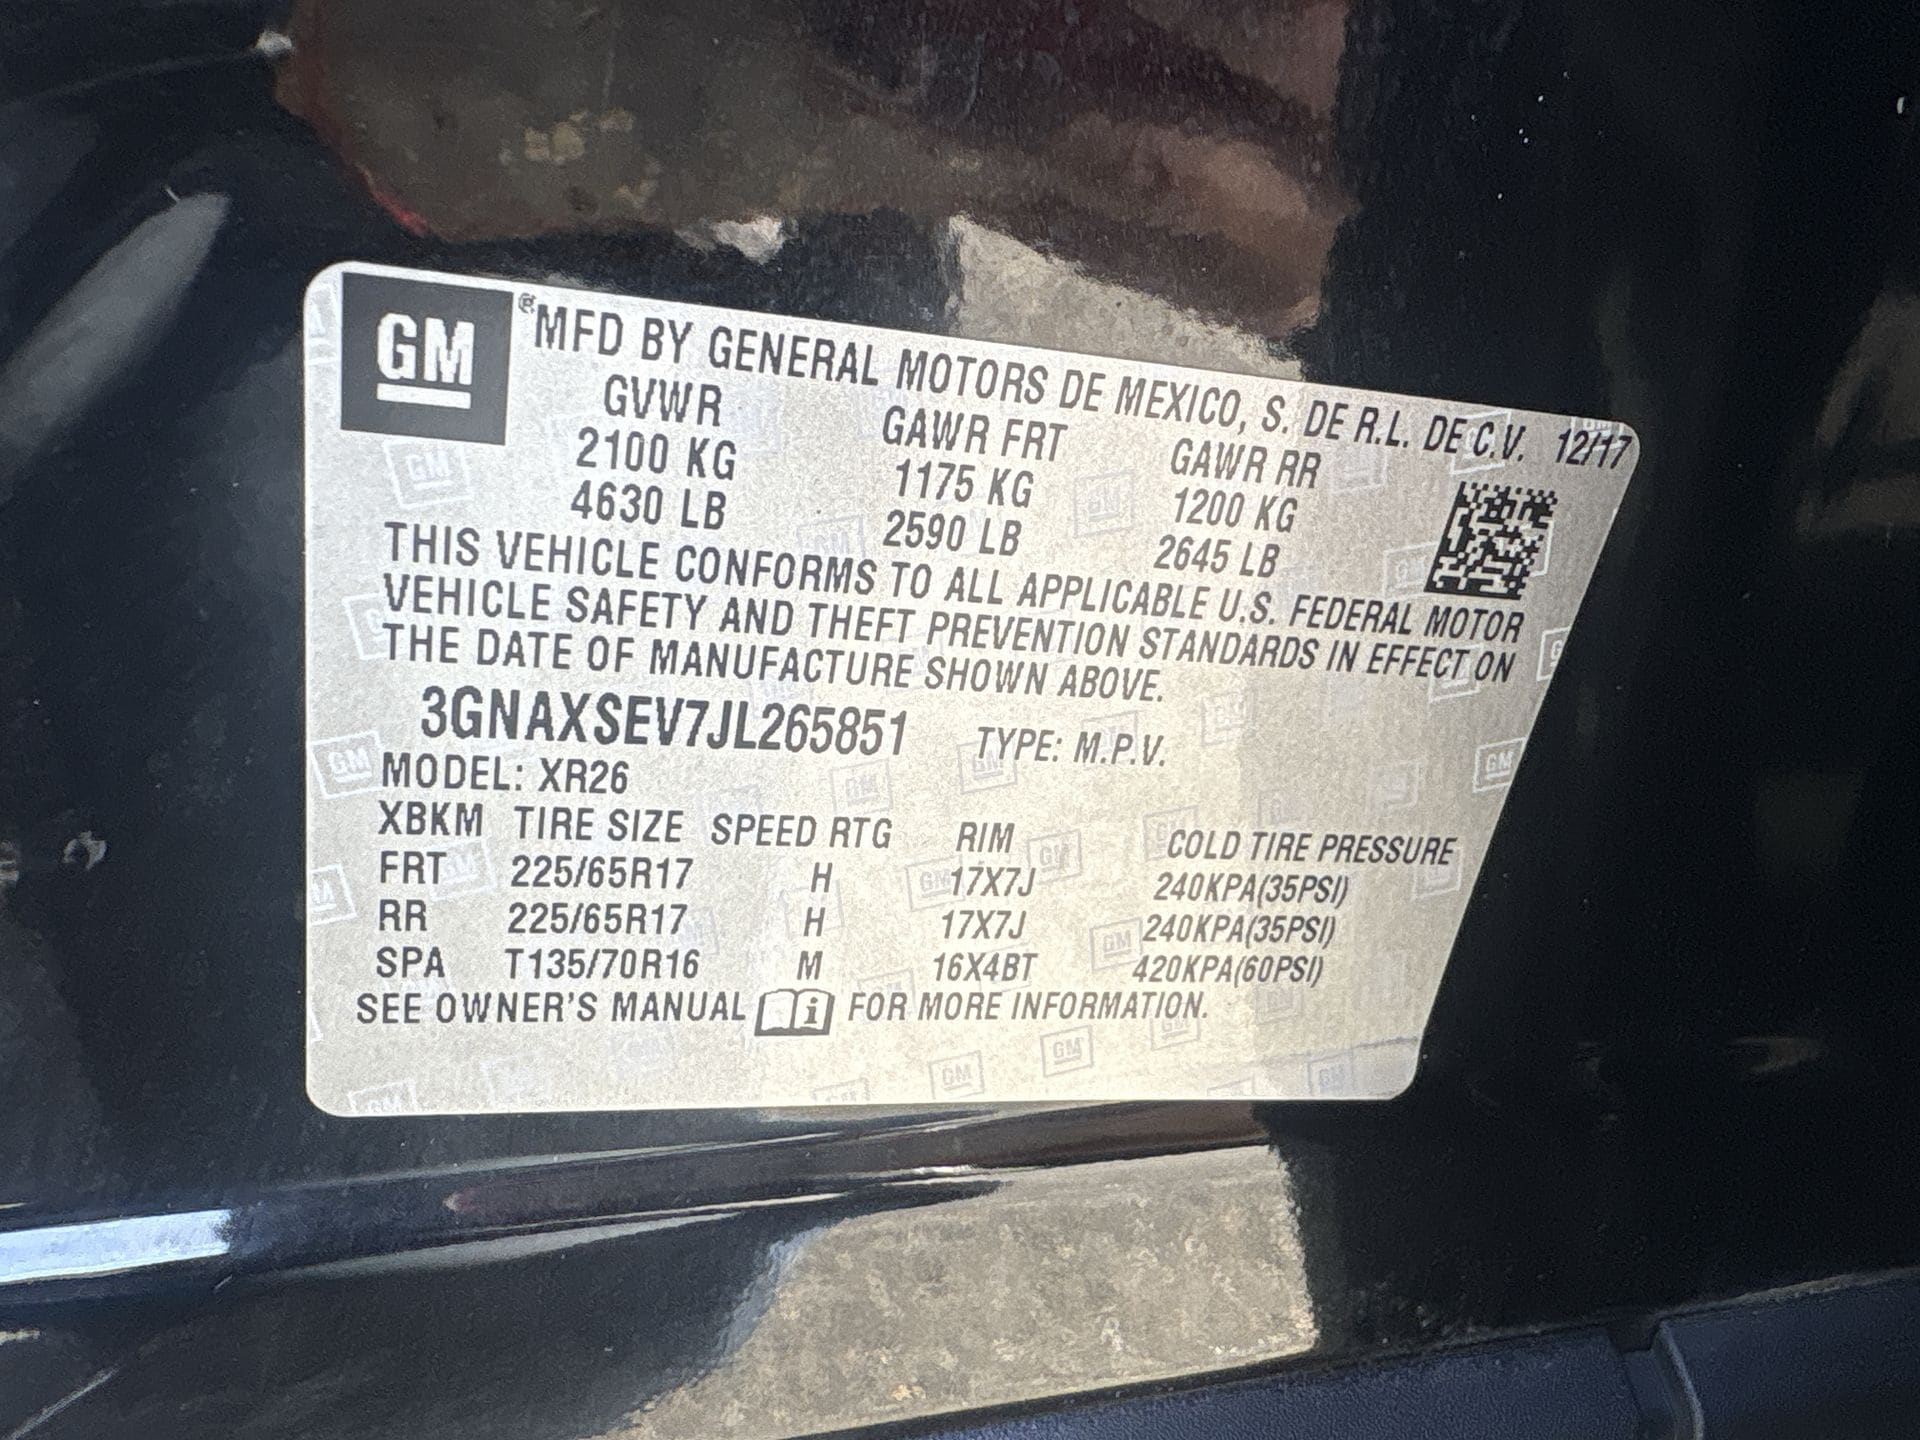 GM ® MFD BY GENERAL MOTORS DE MEXICO, S. DE R.L. DE C.V. 12/17
GVWR GAWR FRT GAWR RR
2100 KG 1175 KG 1200 KG
4630 LB 2590 LB 2645 LB
THIS VEHICLE CONFORMS TO ALL APPLICABLE U.S. FEDERAL MOTOR
VEHICLE SAFETY AND THEFT PREVENTION STANDARDS IN EFFECT ON
THE DATE OF MANUFACTURE SHOWN ABOVE.
3GNAXSEV7JL265851 TYPE: M.P.V.
MODEL: XR26
XBKM TIRE SIZE SPEED RTG RIM COLD TIRE PRESSURE
FRT 225/65R17 H 17X7J 240KPA(35PSI)
RR 225/65R17 H 17X7J 240KPA(35PSI)
SPA T135/70R16 M 16X4BT 420KPA(60PSI)
SEE OWNER'S MANUAL i FOR MORE INFORMATION.